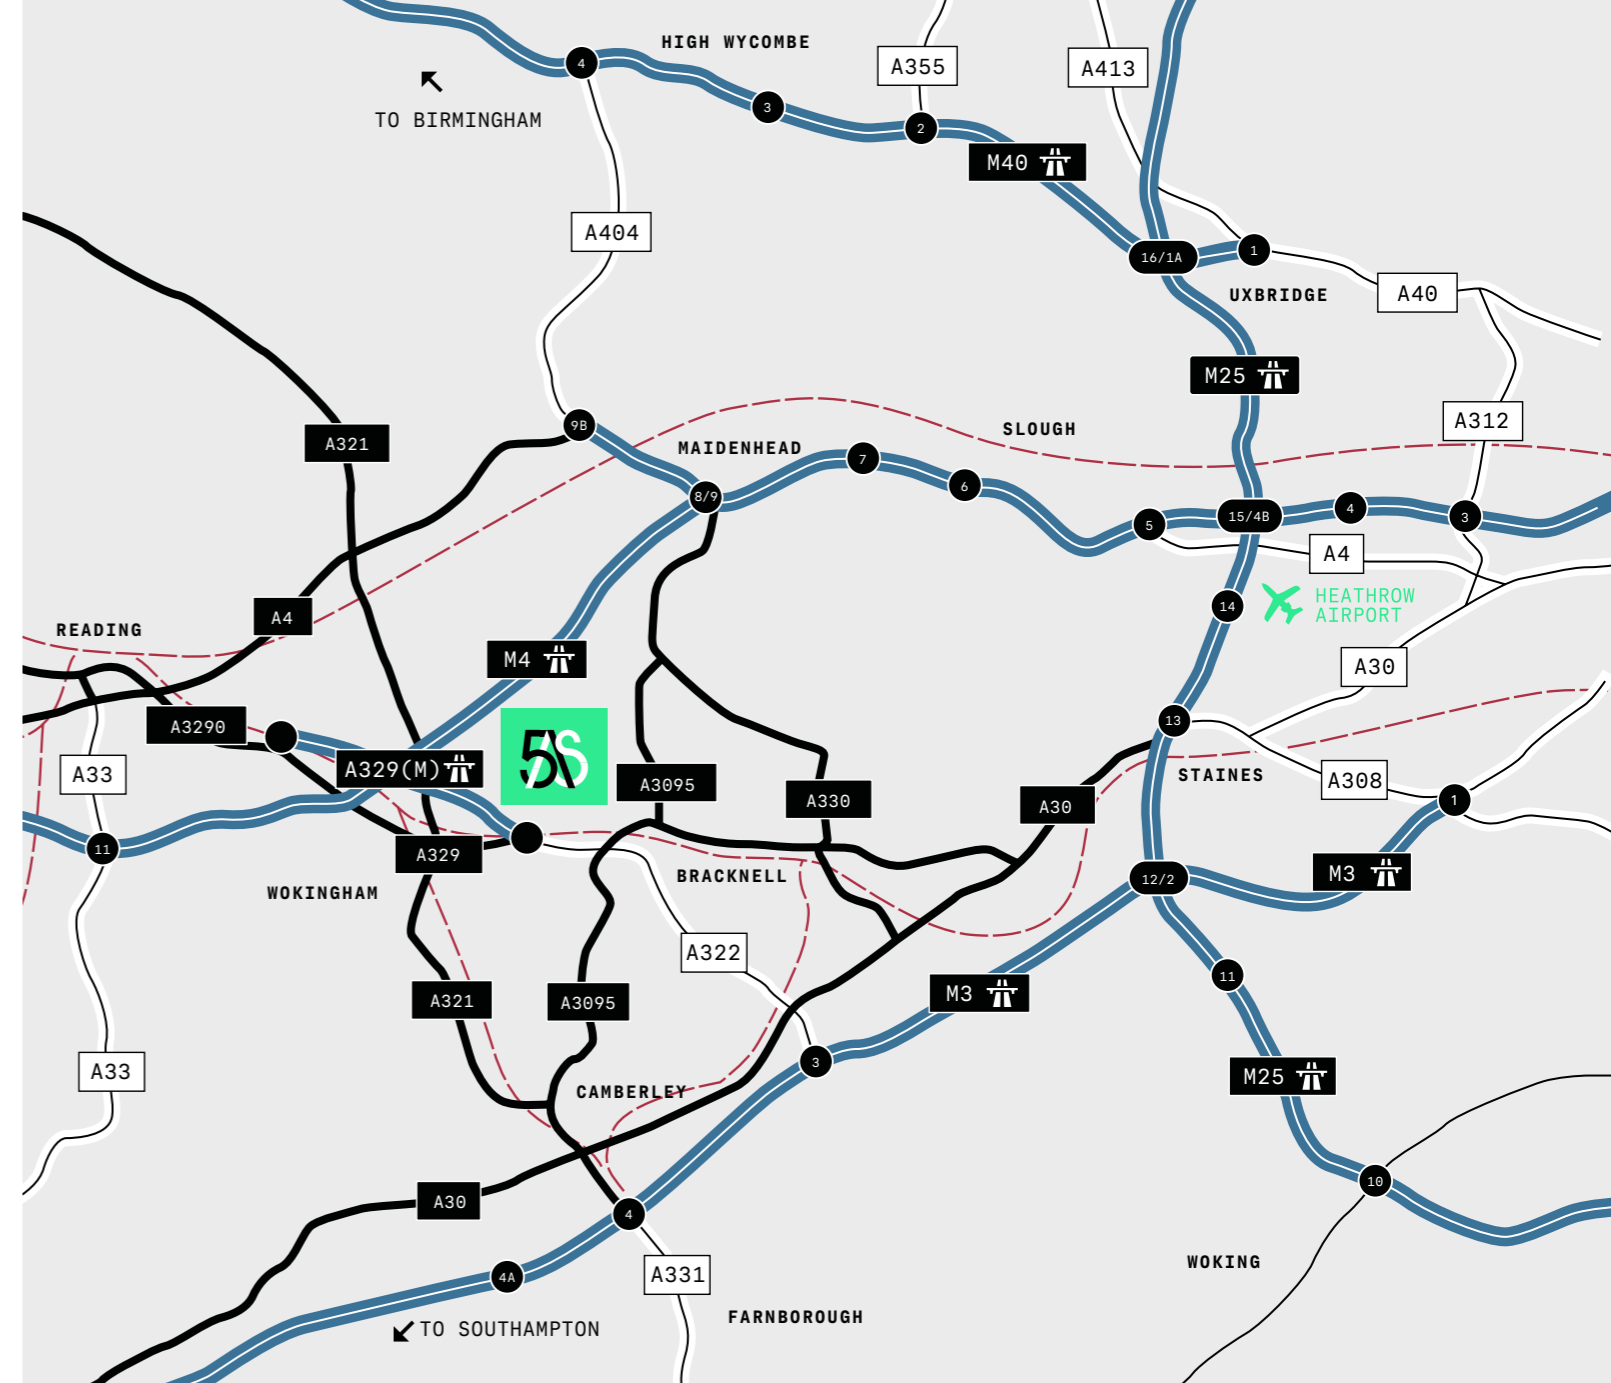 HIGH WYCOMBE
A355
A413
4
3
2
TO BIRMINGHAM
M40
A404
16/1A
1
UXBRIDGE
A40
M25
A312
9B
A321
MAIDENHEAD
SLOUGH
7
6
8/9
5
15/4B
4
3
A4
HEATHROW
AIRPORT
14
A4
READING
M4
A30
A3290
13
A33
A329(M)
5
S
A3095
A330
A30
STAINES
A308
1
11
A329
BRACKNELL
M3
12/2
WOKINGHAM
A322
11
A321
A3095
M3
A33
3
M25
CAMBERLEY
10
A30
4
WOKING
4A
A331
FARNBOROUGH
TO SOUTHAMPTON